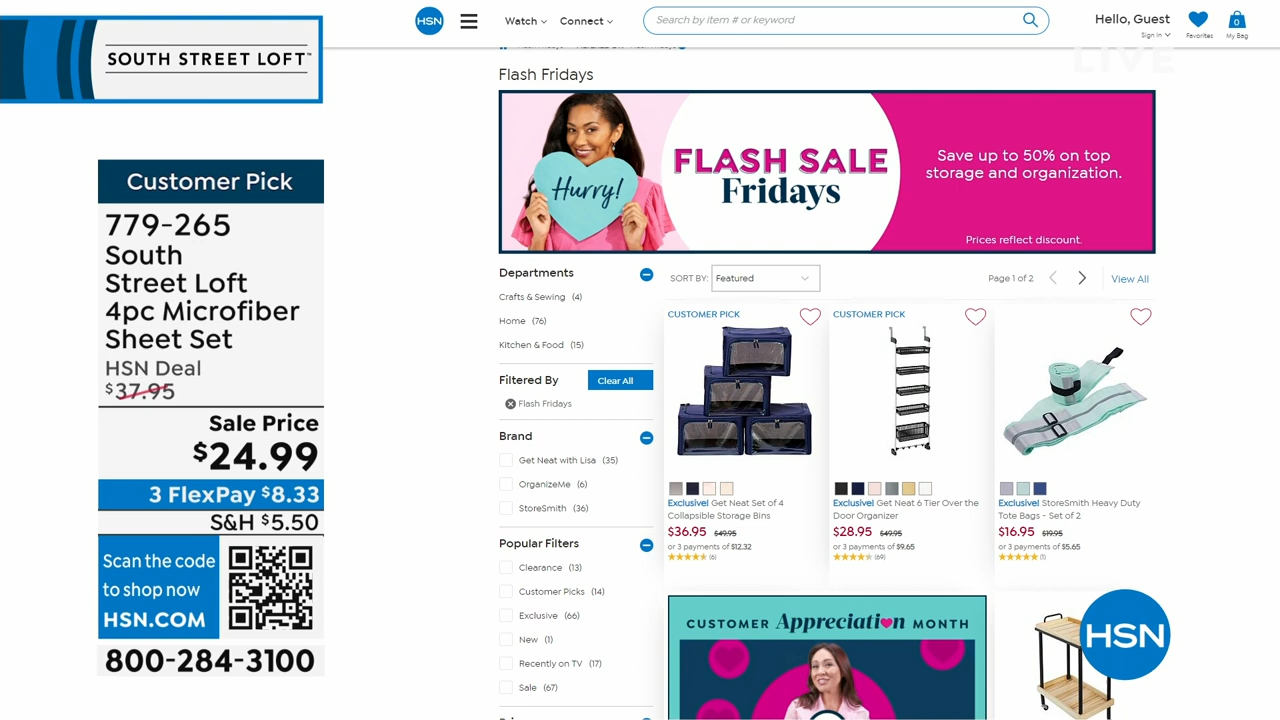 SOUTH STREET LOFT™
Customer Pick
779-265
South
Street Loft
4pc Microfiber
Sheet Set
HSN Deal
$37.95
Sale Price
$24.99
3 FlexPay $8.33
S&H $5.50
Scan the code
to shop now
HSN.COM
800-284-3100
HSN
Watch
Connect
Search by item # or keyword
Hello, Guest
Sign in
Favorites
0
My Bag
LIVE
Flash Fridays
Hurry!
FLASH SALE
Fridays
Save up to 50% on top
storage and organization.
Prices reflect discount.
Departments
Crafts & Sewing (4)
Home (76)
Kitchen & Food (15)
Filtered By
Clear All
Flash Fridays
Brand
Get Neat with Lisa (35)
OrganizeMe (6)
StoreSmith (36)
Popular Filters
Clearance (13)
Customer Picks (14)
Exclusive (66)
New (1)
Recently on TV (17)
Sale (67)
SORT BY: Featured
Page 1 of 2
View All
CUSTOMER PICK
Exclusive! Get Neat Set of 4
Collapsible Storage Bins
$36.95 $49.95
or 3 payments of $12.32
(6)
CUSTOMER PICK
Exclusive! Get Neat 6 Tier Over the
Door Organizer
$28.95 $49.95
or 3 payments of $9.65
(69)
Exclusive! StoreSmith Heavy Duty
Tote Bags - Set of 2
$16.95 $19.95
or 3 payments of $5.65
(1)
CUSTOMER Appreciation MONTH
HSN